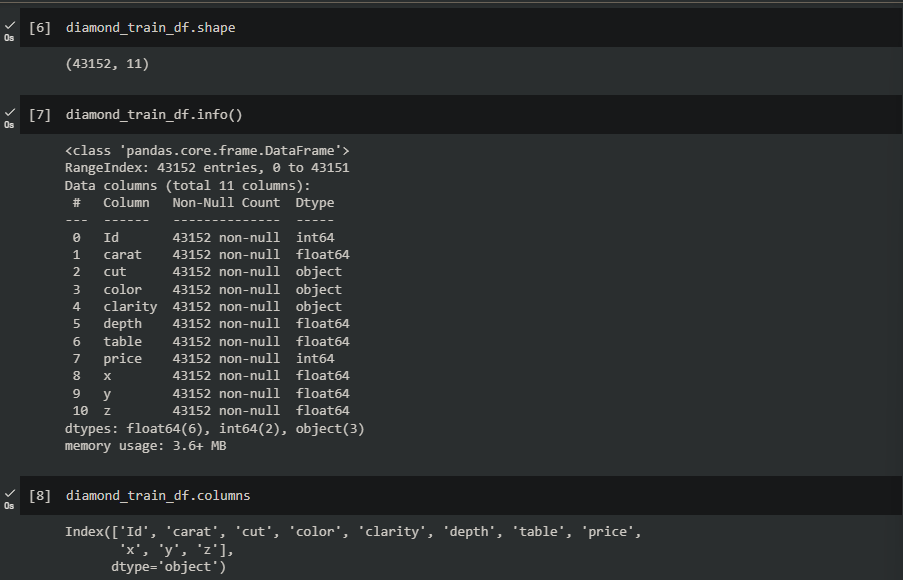 [6] diamond_train_df.shape
0s
(43152, 11)
[7] diamond_train_df.info()
0s
<class 'pandas.core.frame.DataFrame'>
RangeIndex: 43152 entries, 0 to 43151
Data columns (total 11 columns):
 #   Column   Non-Null Count  Dtype
---  ------   --------------  -----
 0   Id       43152 non-null  int64
 1   carat    43152 non-null  float64
 2   cut      43152 non-null  object
 3   color    43152 non-null  object
 4   clarity  43152 non-null  object
 5   depth    43152 non-null  float64
 6   table    43152 non-null  float64
 7   price    43152 non-null  int64
 8   x        43152 non-null  float64
 9   y        43152 non-null  float64
 10  z        43152 non-null  float64
dtypes: float64(6), int64(2), object(3)
memory usage: 3.6+ MB
[8] diamond_train_df.columns
0s
Index(['Id', 'carat', 'cut', 'color', 'clarity', 'depth', 'table', 'price',
       'x', 'y', 'z'],
      dtype='object')